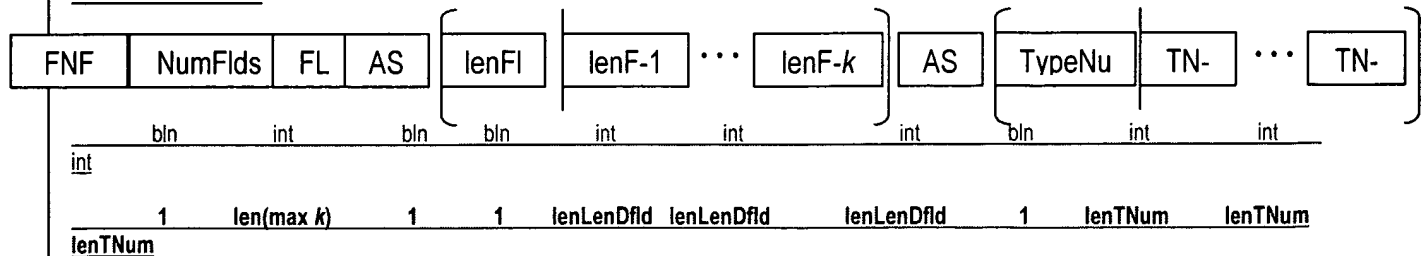 FNF NumFlds FL AS lenFl lenF-1 ··· lenF-k AS TypeNu TN- ··· TN-
bln int bln bln int int int bln int int
int
1 len(max k) 1 1 lenLenDfld lenLenDfld lenLenDfld 1 lenTNum lenTNum
lenTNum